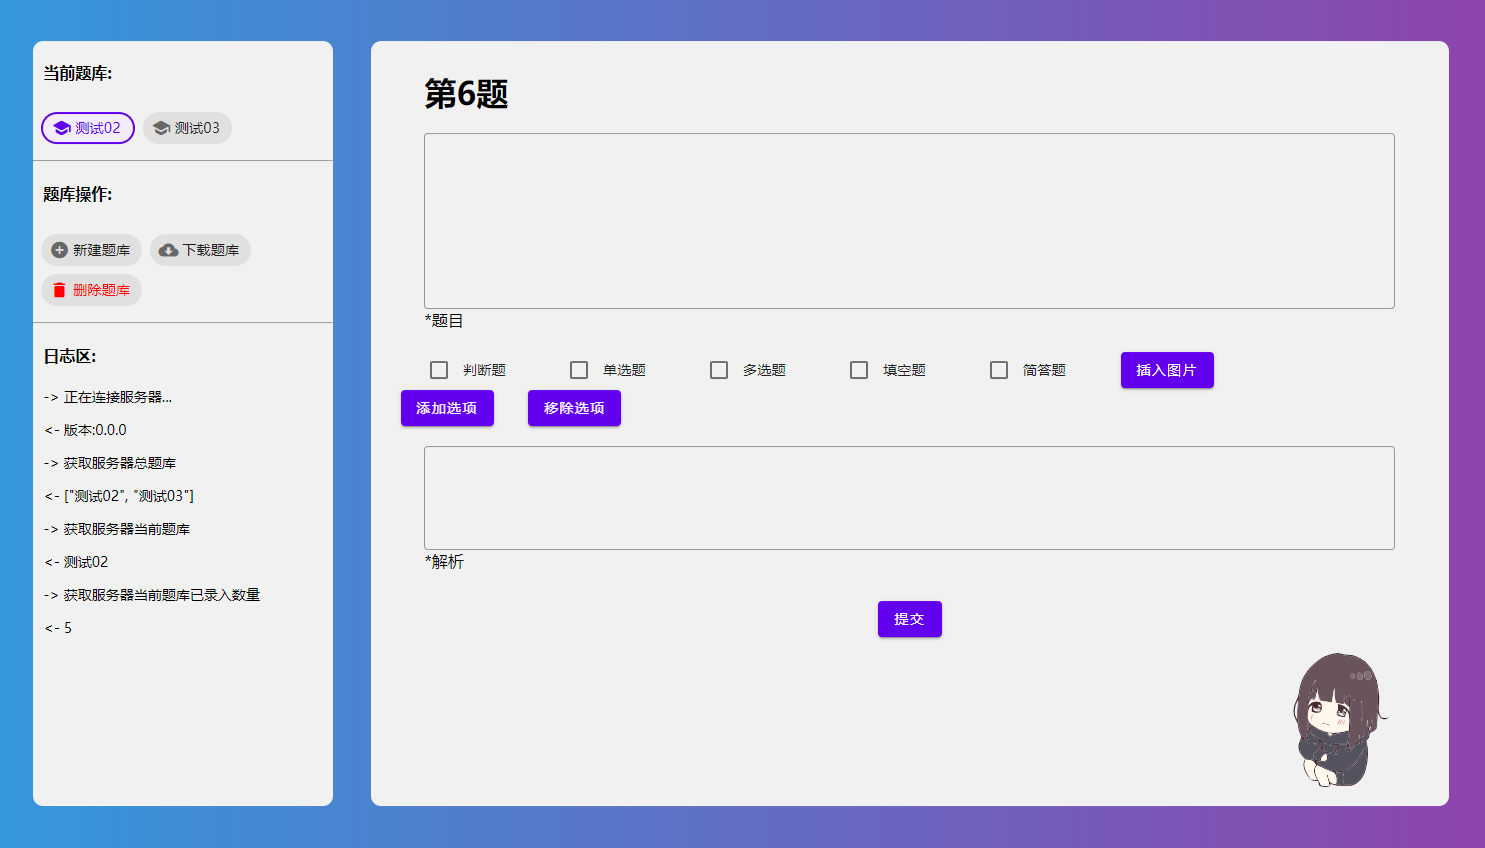 当前题库:
测试02 测试03
题库操作:
新建题库 下载题库
删除题库
日志区:
-> 正在连接服务器...
<- 版本:0.0.0
-> 获取服务器总题库
<- ["测试02", "测试03"]
-> 获取服务器当前题库
<- 测试02
-> 获取服务器当前题库已录入数量
<- 5
第6题
*题目
判断题 单选题 多选题 填空题 简答题 插入图片
添加选项 移除选项
*解析
提交